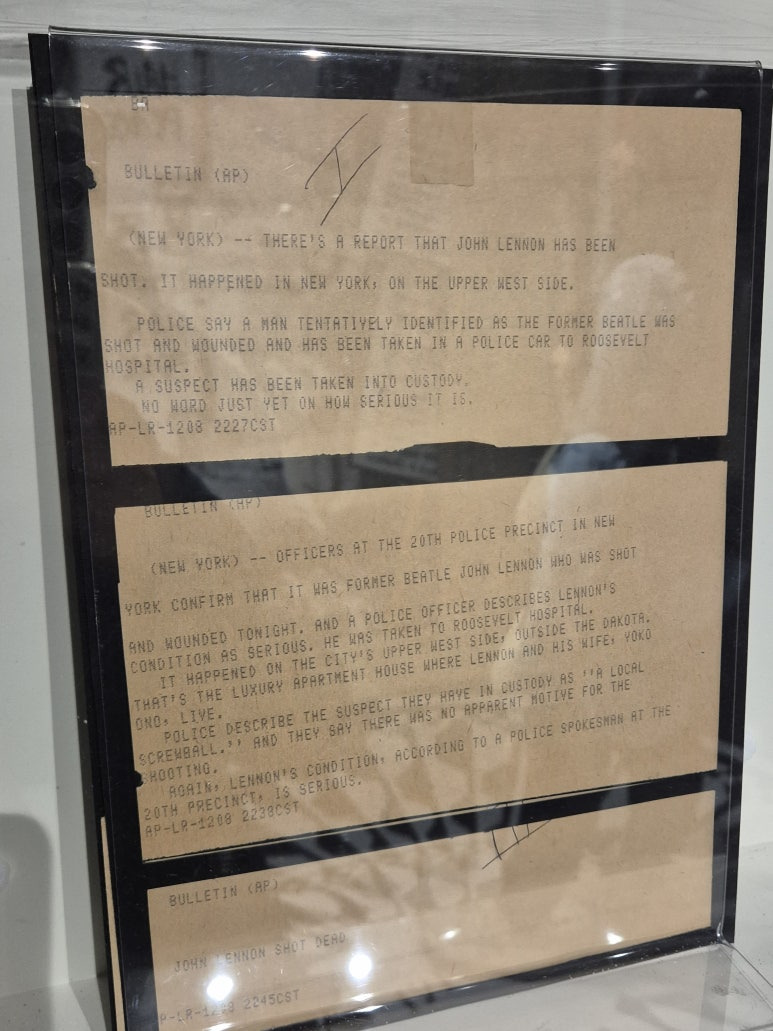 BULLETIN (AP)
(NEW YORK) -- THERE'S A REPORT THAT JOHN LENNON HAS BEEN
SHOT. IT HAPPENED IN NEW YORK, ON THE UPPER WEST SIDE.
POLICE SAY A MAN TENTATIVELY IDENTIFIED AS THE FORMER BEATLE WAS
SHOT AND WOUNDED AND HAS BEEN TAKEN IN A POLICE CAR TO ROOSEVELT
HOSPITAL.
A SUSPECT HAS BEEN TAKEN INTO CUSTODY.
NO WORD JUST YET ON HOW SERIOUS IT IS.
AP-LR-1208 2227CST
BULLETIN (AP)
(NEW YORK) -- OFFICERS AT THE 20TH POLICE PRECINCT IN NEW
YORK CONFIRM THAT IT WAS FORMER BEATLE JOHN LENNON WHO WAS SHOT
AND WOUNDED TONIGHT. AND A POLICE OFFICER DESCRIBES LENNON'S
CONDITION AS SERIOUS. HE WAS TAKEN TO ROOSEVELT HOSPITAL.
IT HAPPENED ON THE CITY'S UPPER WEST SIDE, OUTSIDE THE DAKOTA.
THAT'S THE LUXURY APARTMENT HOUSE WHERE LENNON AND HIS WIFE, YOKO
ONO, LIVE.
POLICE DESCRIBE THE SUSPECT THEY HAVE IN CUSTODY AS ''A LOCAL
SCREWBALL.'' AND THEY SAY THERE WAS NO APPARENT MOTIVE FOR THE
SHOOTING.
AGAIN, LENNON'S CONDITION, ACCORDING TO A POLICE SPOKESMAN AT THE
20TH PRECINCT, IS SERIOUS.
AP-LR-1208 2238CST
BULLETIN (AP)
JOHN LENNON SHOT DEAD
P-LR-1208 2245CST